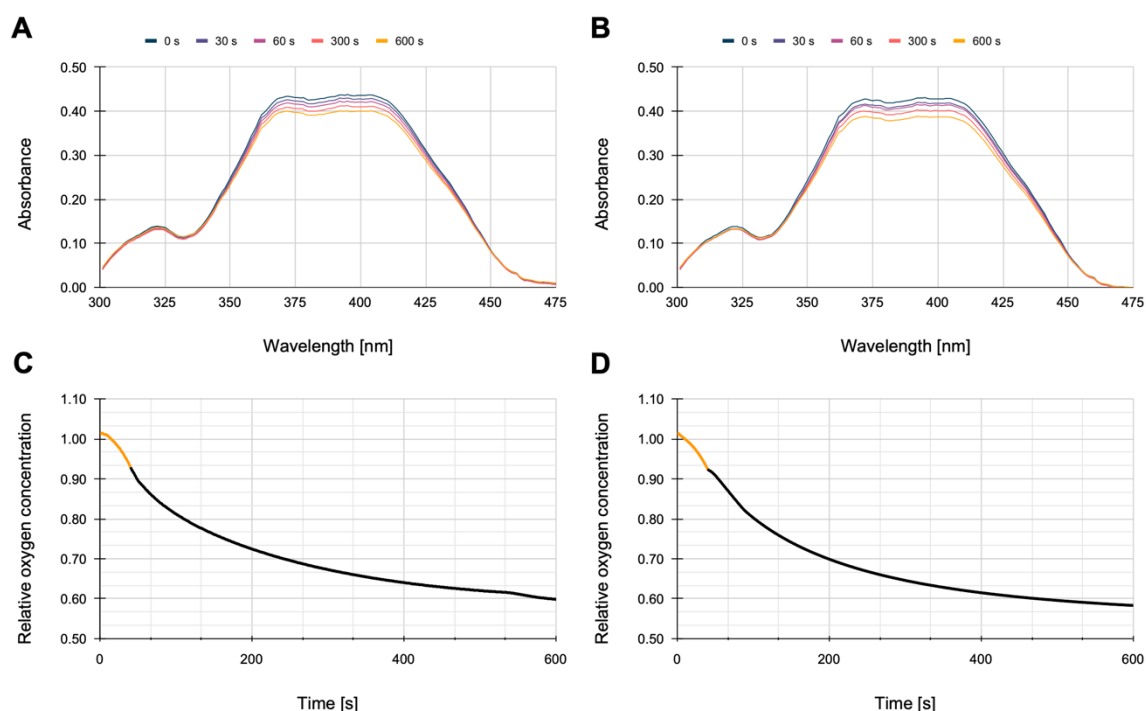 A
0 s 30 s 60 s 300 s 600 s
0.50
0.40
0.30
0.20
0.10
0.00
Absorbance
300 325 350 375 400 425 450 475
Wavelength [nm]
B
0 s 30 s 60 s 300 s 600 s
0.50
0.40
0.30
0.20
0.10
0.00
Absorbance
300 325 350 375 400 425 450 475
Wavelength [nm]
C
1.10
1.00
0.90
0.80
0.70
0.60
0.50
Relative oxygen concentration
0 200 400 600
Time [s]
D
1.10
1.00
0.90
0.80
0.70
0.60
0.50
Relative oxygen concentration
0 200 400 600
Time [s]